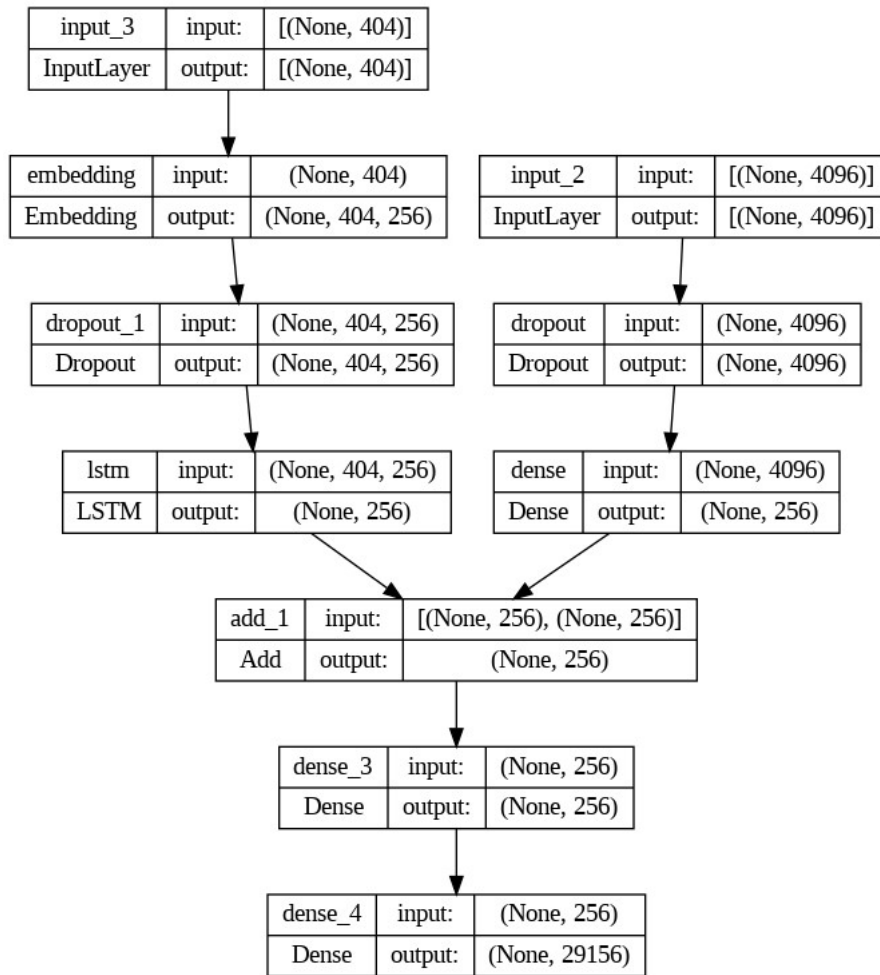 input_3 input: [(None, 404)]
InputLayer output: [(None, 404)]
embedding input: (None, 404)
Embedding output: (None, 404, 256)
input_2 input: [(None, 4096)]
InputLayer output: [(None, 4096)]
dropout_1 input: (None, 404, 256)
Dropout output: (None, 404, 256)
dropout input: (None, 4096)
Dropout output: (None, 4096)
lstm input: (None, 404, 256)
LSTM output: (None, 256)
dense input: (None, 4096)
Dense output: (None, 256)
add_1 input: [(None, 256), (None, 256)]
Add output: (None, 256)
dense_3 input: (None, 256)
Dense output: (None, 256)
dense_4 input: (None, 256)
Dense output: (None, 29156)